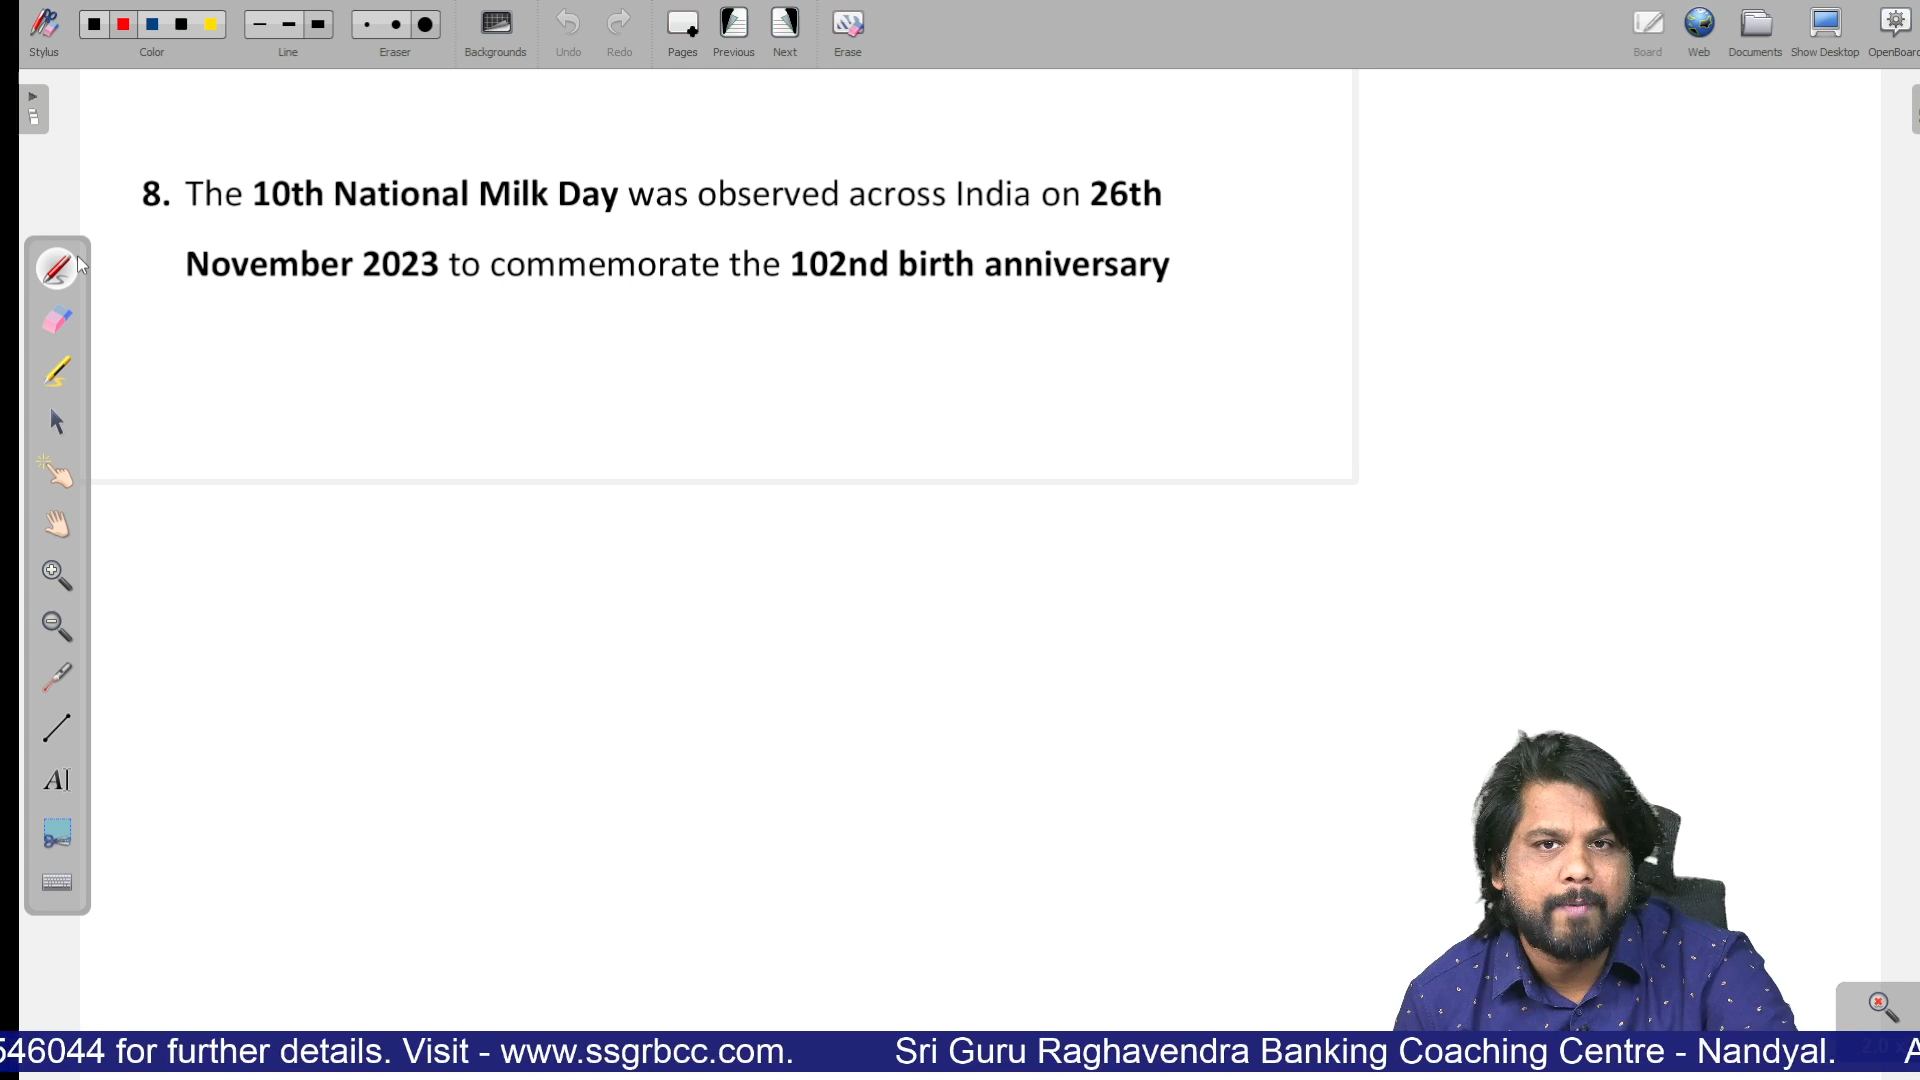 Stylus Color Line Eraser Backgrounds Undo Redo Pages Previous Next Erase Board Web Documents Show Desktop OpenBoard
8. The 10th National Milk Day was observed across India on 26th
November 2023 to commemorate the 102nd birth anniversary
546044 for further details. Visit - www.ssgrbcc.com. Sri Guru Raghavendra Banking Coaching Centre - Nandyal. A